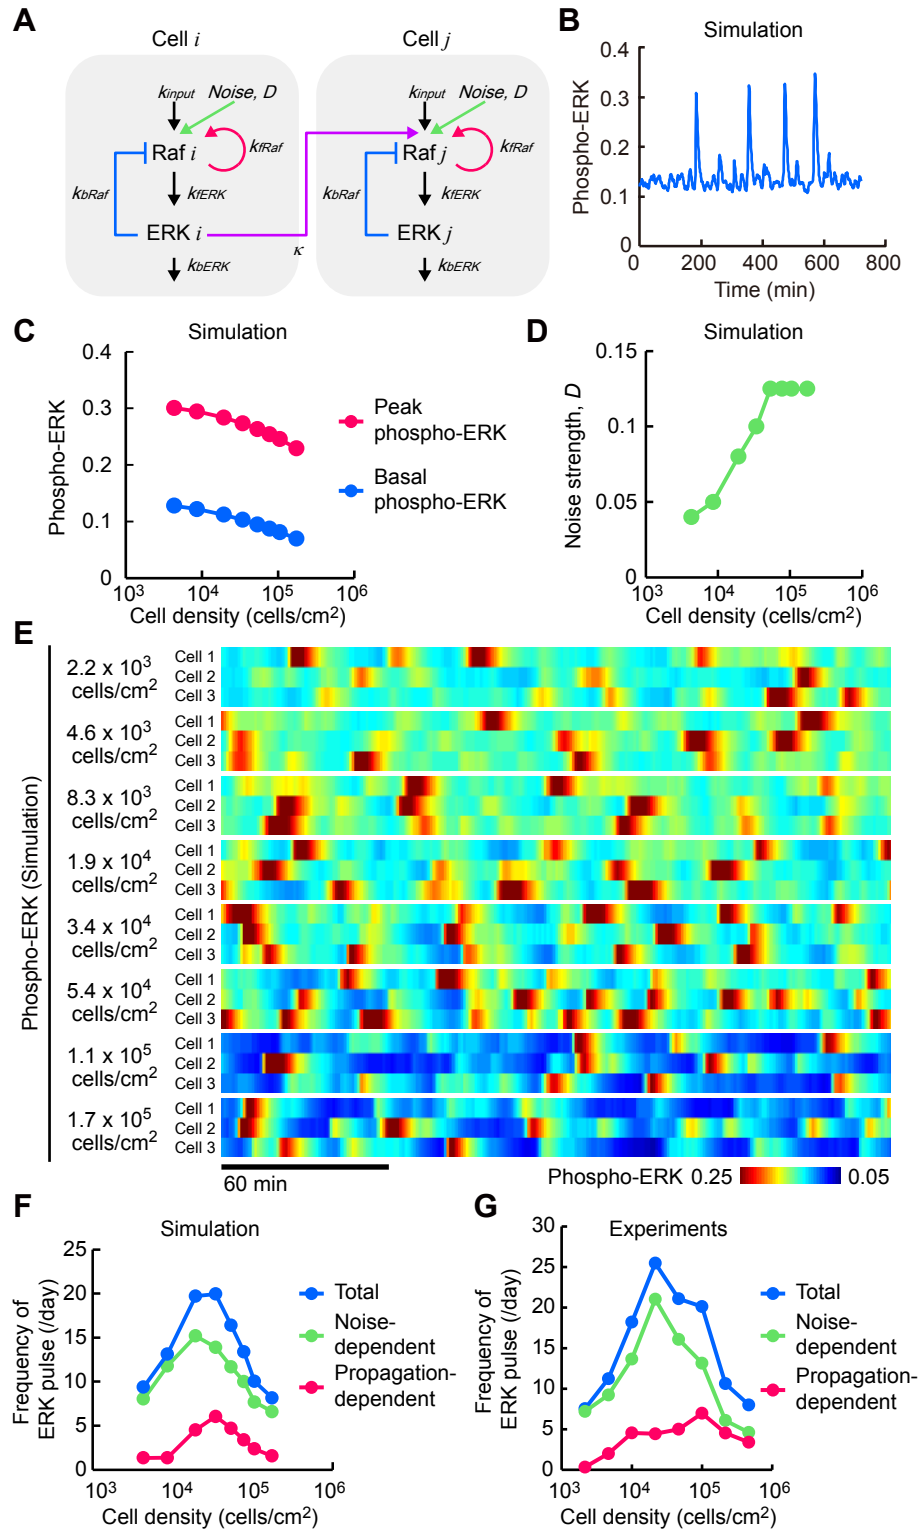 A
Cell i
Cell j
kinput
Noise, D
kinput
Noise, D
Raf i
kfRaf
Raf j
kfRaf
kbRaf
kfERK
kbRaf
kfERK
ERK i
ERK j
κ
kbERK
kbERK
B
Simulation
Phospho-ERK
0.4
0.3
0.2
0.1
0
0
200
400
600
800
Time (min)
C
Simulation
Phospho-ERK
0.4
0.3
0.2
0.1
0
10³
10⁴
10⁵
10⁶
Cell density (cells/cm²)
Peak
phospho-ERK
Basal
phospho-ERK
D
Simulation
Noise strength, D
0.15
0.1
0.05
0
10³
10⁴
10⁵
10⁶
Cell density (cells/cm²)
E
Phospho-ERK (Simulation)
2.2 x 10³
cells/cm²
Cell 1
Cell 2
Cell 3
4.6 x 10³
cells/cm²
Cell 1
Cell 2
Cell 3
8.3 x 10³
cells/cm²
Cell 1
Cell 2
Cell 3
1.9 x 10⁴
cells/cm²
Cell 1
Cell 2
Cell 3
3.4 x 10⁴
cells/cm²
Cell 1
Cell 2
Cell 3
5.4 x 10⁴
cells/cm²
Cell 1
Cell 2
Cell 3
1.1 x 10⁵
cells/cm²
Cell 1
Cell 2
Cell 3
1.7 x 10⁵
cells/cm²
Cell 1
Cell 2
Cell 3
60 min
Phospho-ERK 0.25 0.05
F
Simulation
Frequency of
ERK pulse (/day)
25
20
15
10
5
0
10³
10⁴
10⁵
10⁶
Cell density (cells/cm²)
Total
Noise-
dependent
Propagation-
dependent
G
Experiments
Frequency of
ERK pulse (/day)
30
25
20
15
10
5
0
10³
10⁴
10⁵
10⁶
Cell density (cells/cm²)
Total
Noise-
dependent
Propagation-
dependent